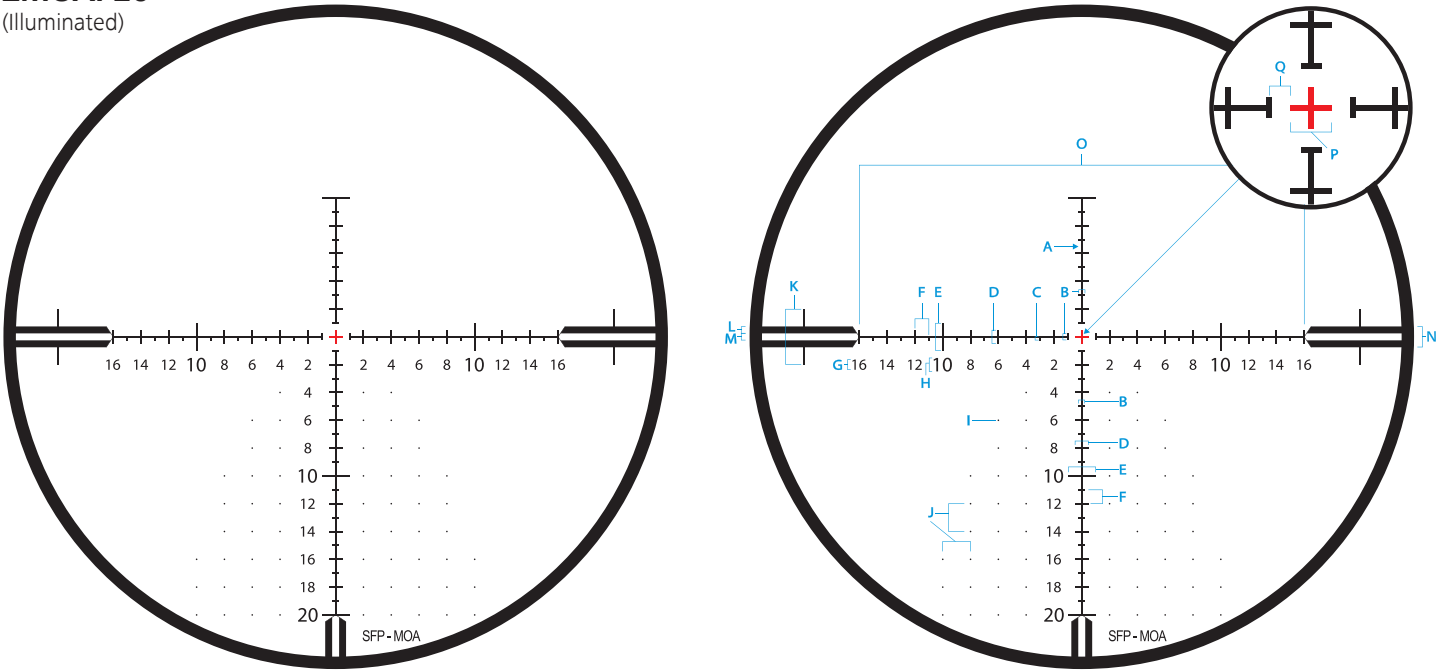 (Illuminated)
16 14 12 10 8 6 4 2 2 4 6 8 10 12 14 16
4
6
8
10
12
14
16
18
20
SFP - MOA
Q
P
O
A
K
F E D C B
L
M
N
G 16 14 12 10 8 6 4 2 2 4 6 8 10 12 14 16
H
4 B
I 6
8 D
10 E
12 F
J
14
16
18
20
SFP - MOA